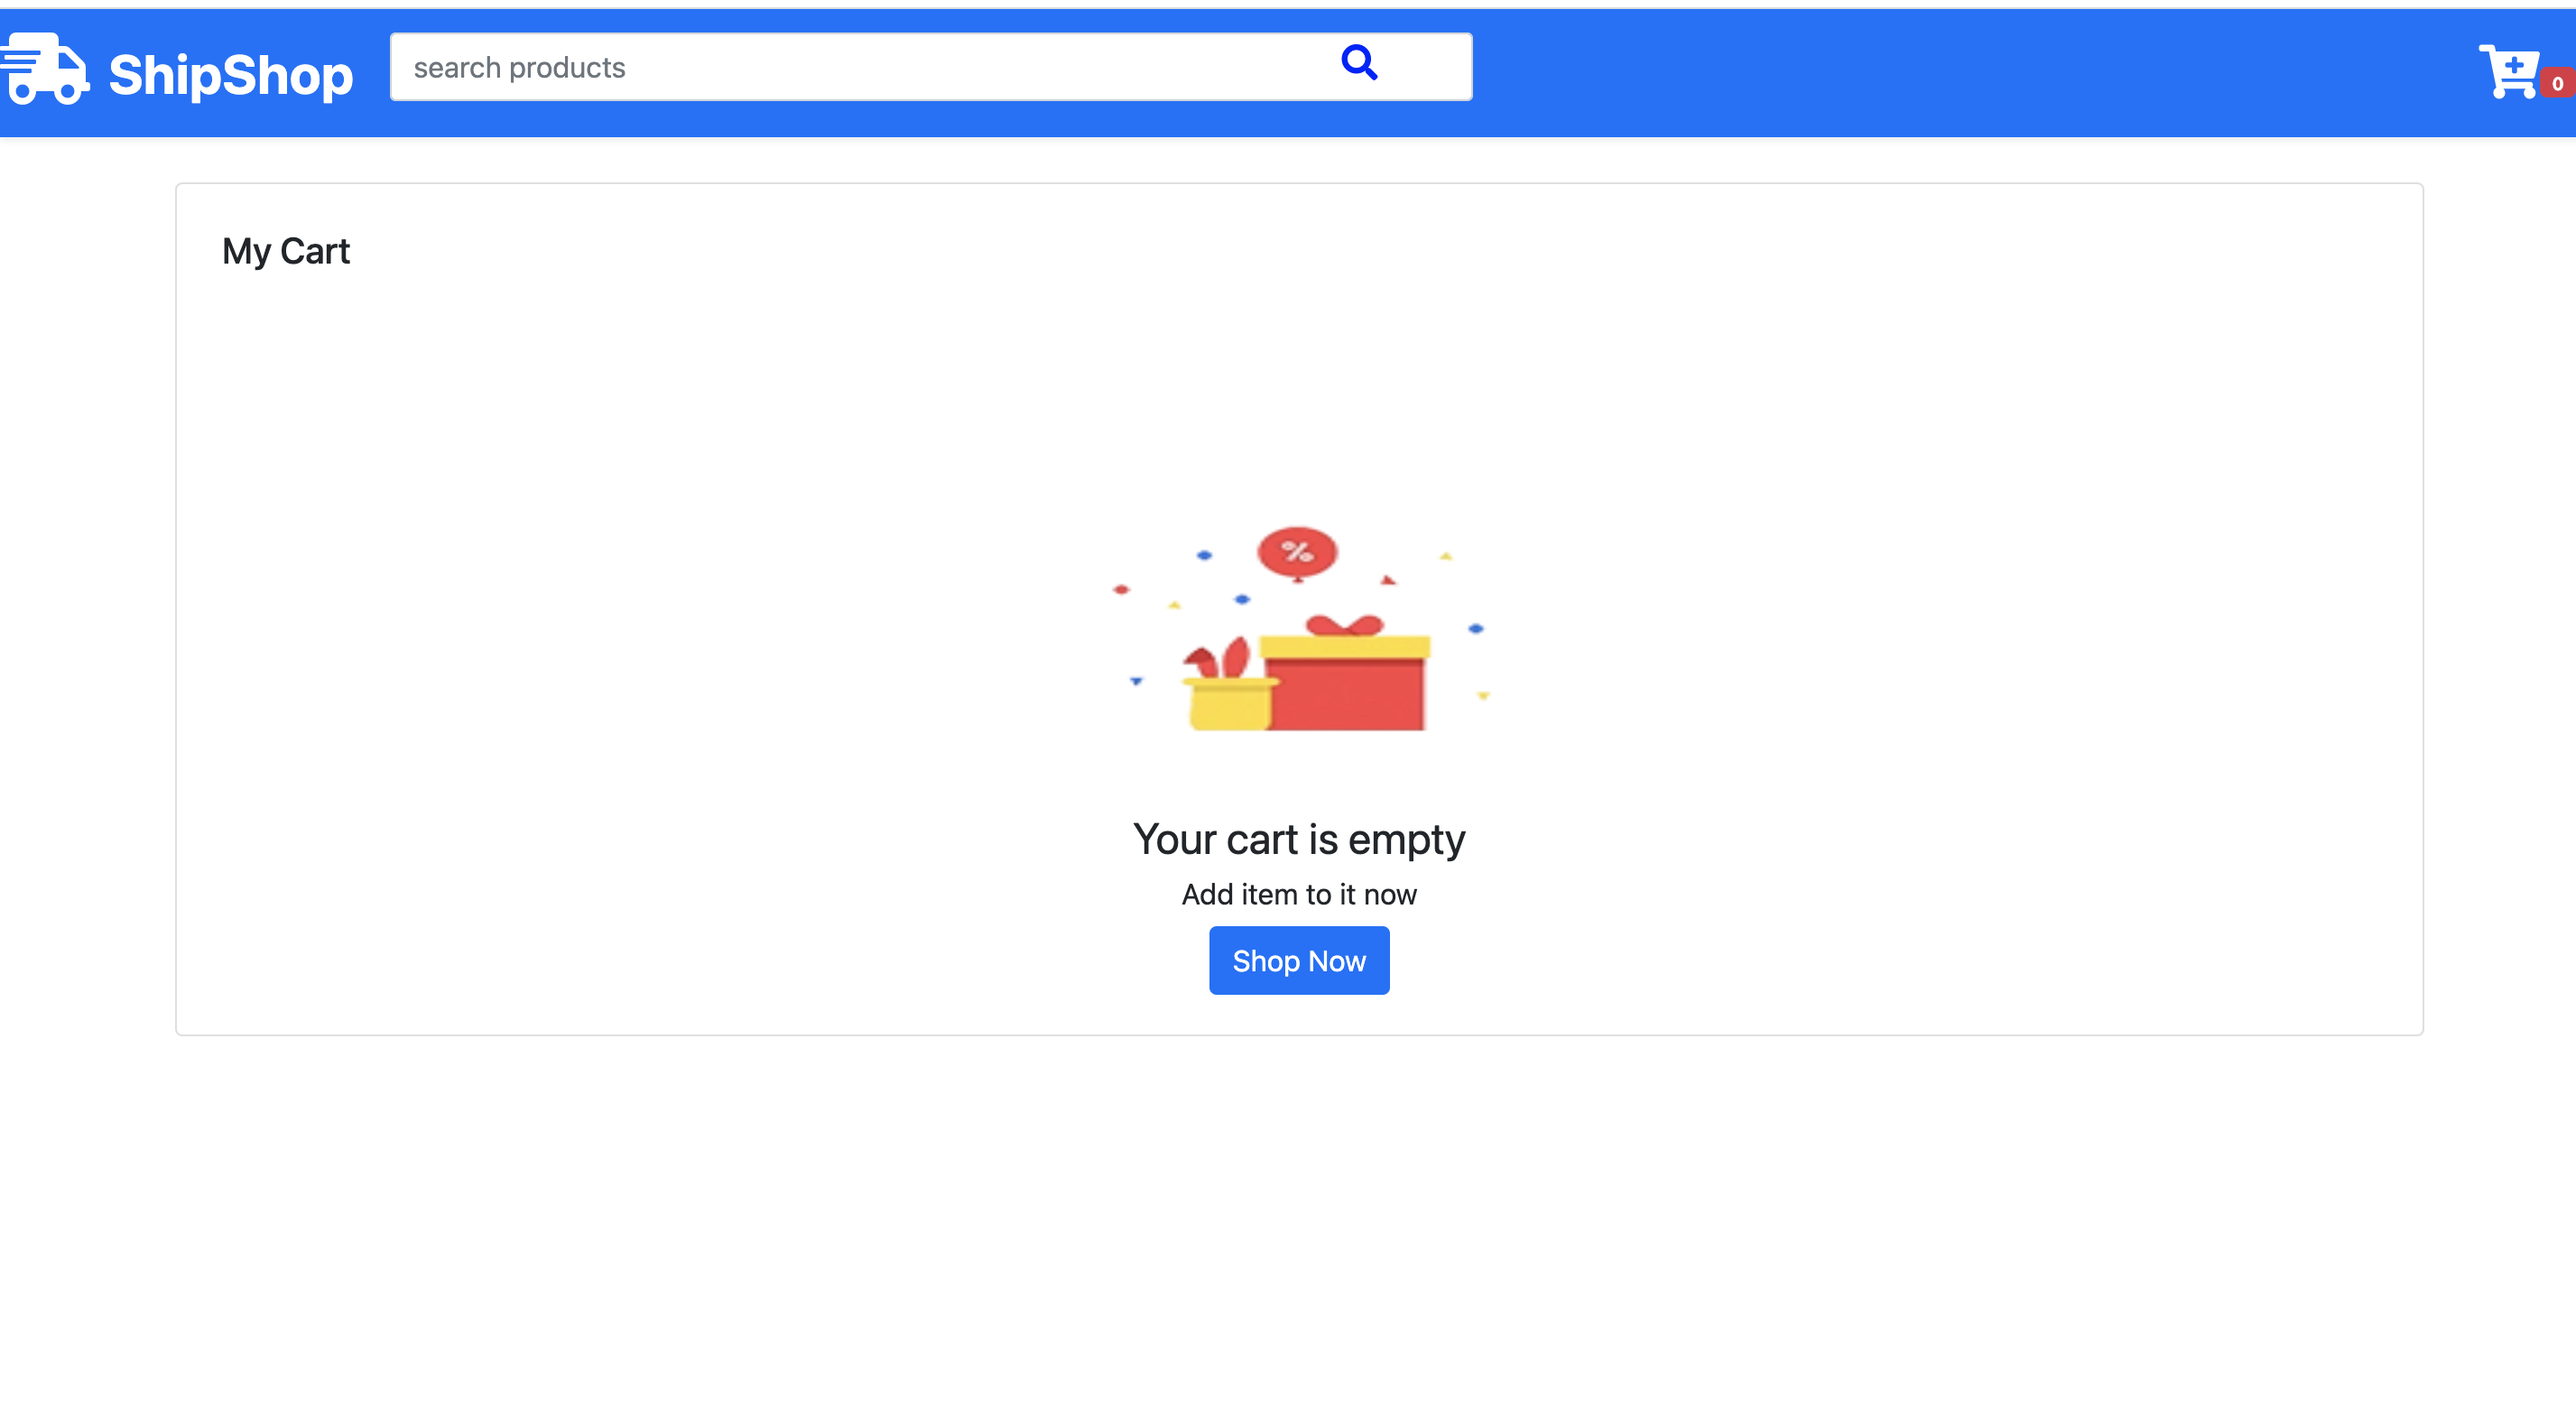 ShipShop
search products
0
My Cart
%
Your cart is empty
Add item to it now
Shop Now